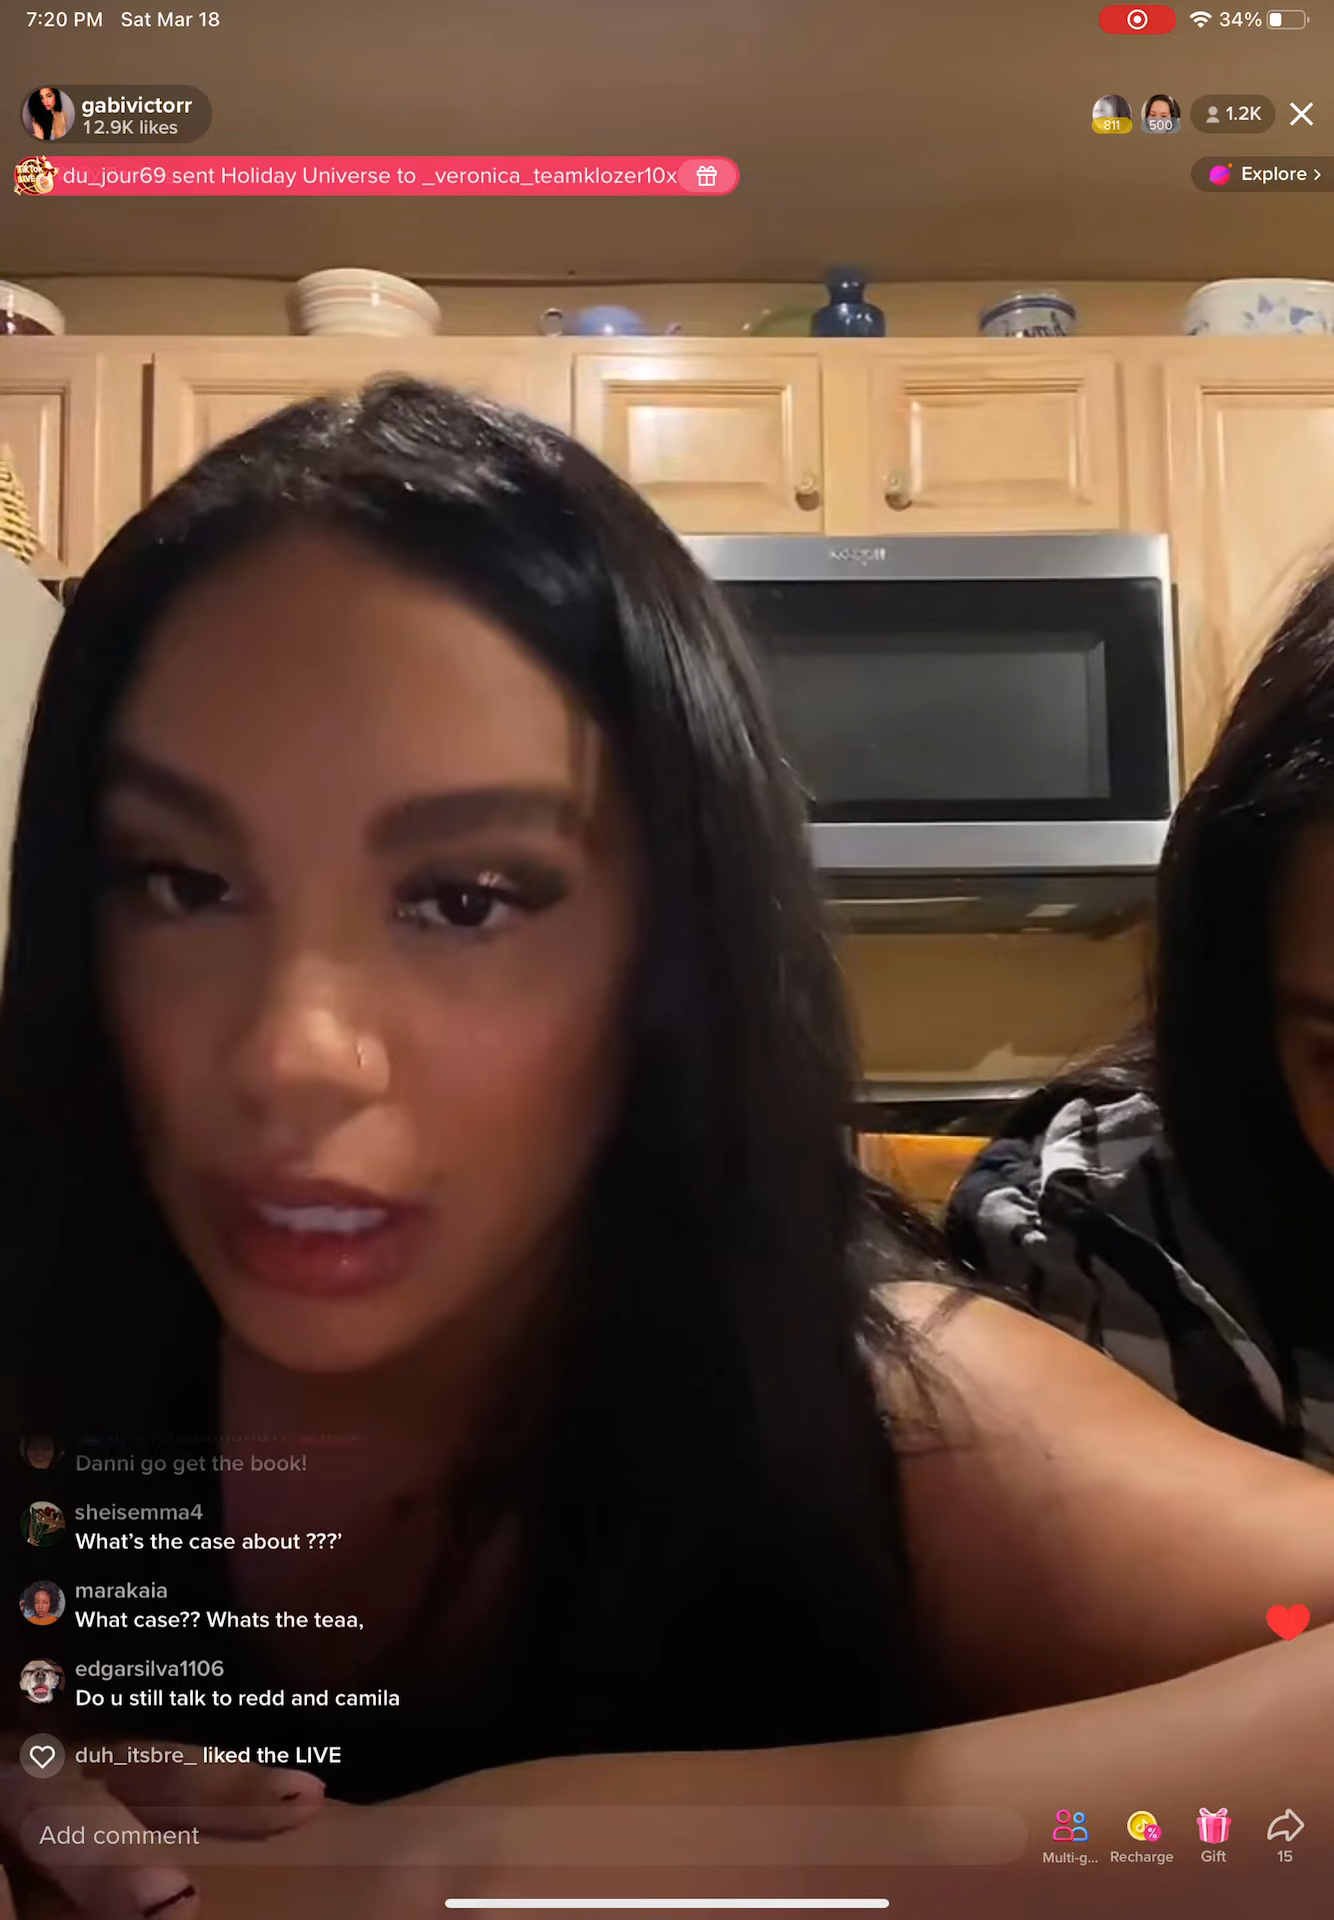 7:20 PM Sat Mar 18
34%
gabivictorr
12.9K likes
811
500
1.2K
du_jour69 sent Holiday Universe to _veronica_teamklozer10x
Explore >
Danni go get the book!
sheisemma4
What's the case about ???'
marakaia
What case?? Whats the teaa,
edgarsilva1106
Do u still talk to redd and camila
duh_itsbre_ liked the LIVE
Add comment
Multi-g...
Recharge
Gift
15